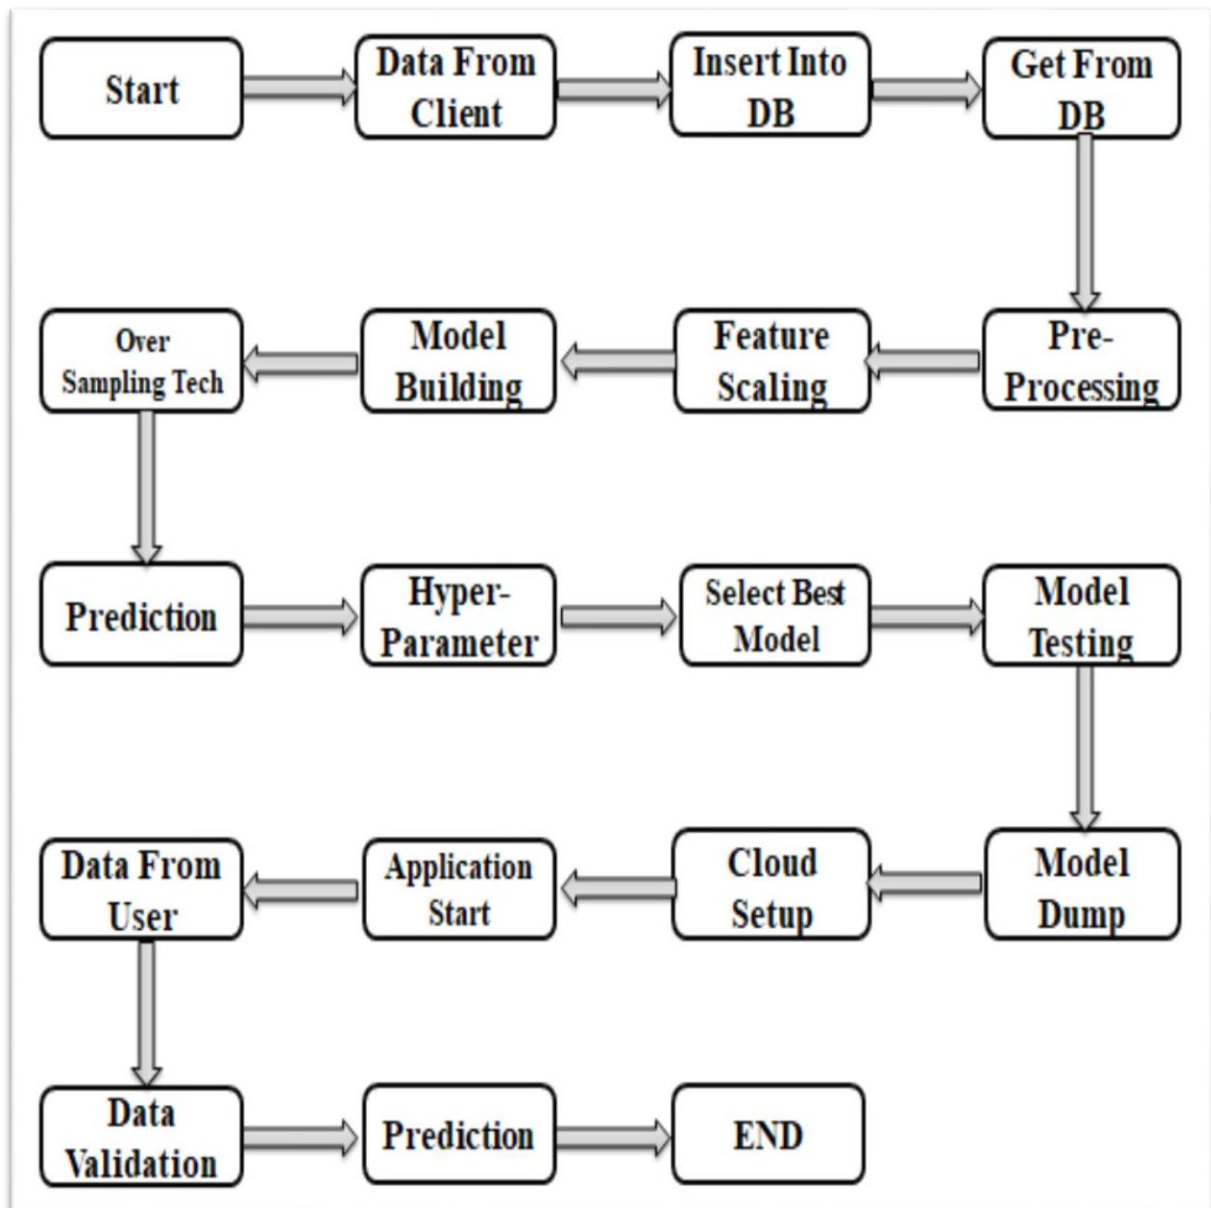 Start
Data From
Client
Insert Into
DB
Get From
DB
Pre-
Processing
Feature
Scaling
Model
Building
Over
Sampling Tech
Prediction
Hyper-
Parameter
Select Best
Model
Model
Testing
Model
Dump
Cloud
Setup
Application
Start
Data From
User
Data
Validation
Prediction
END